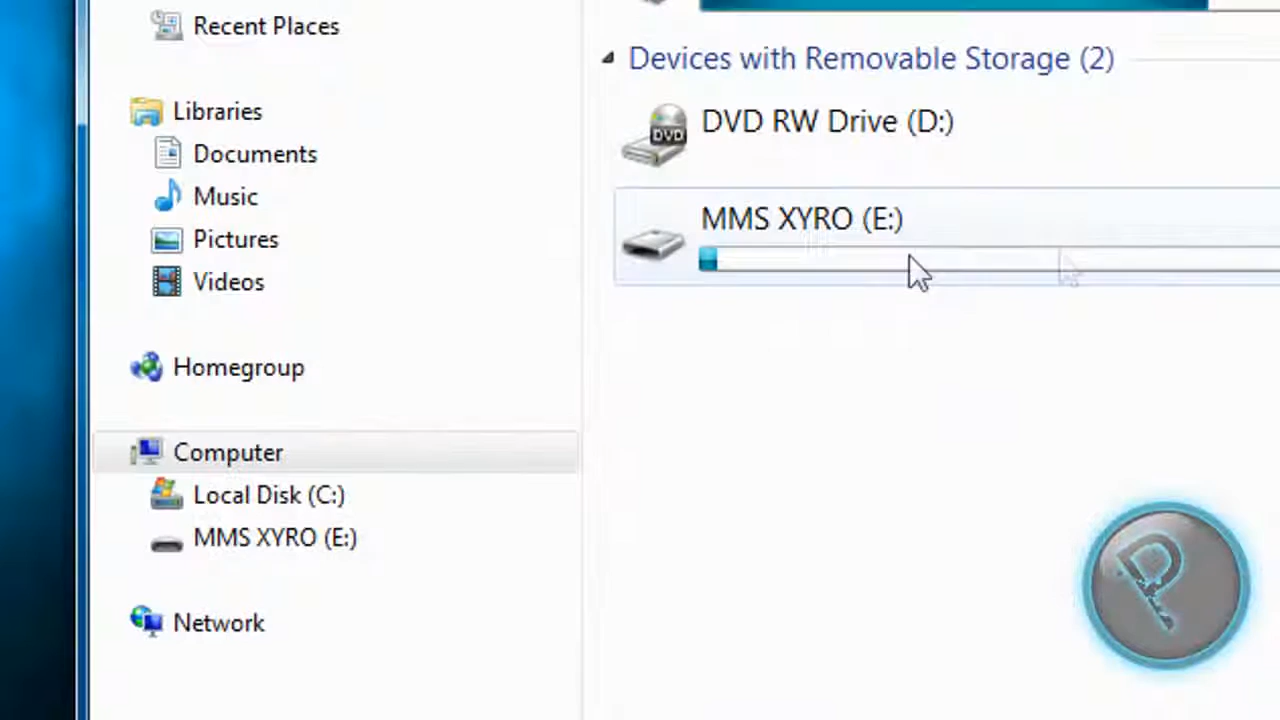 Recent Places
Libraries
Documents
Music
Pictures
Videos
Homegroup
Computer
Local Disk (C:)
MMS XYRO (E:)
Network
Devices with Removable Storage (2)
DVD RW Drive (D:)
DVD
MMS XYRO (E:)